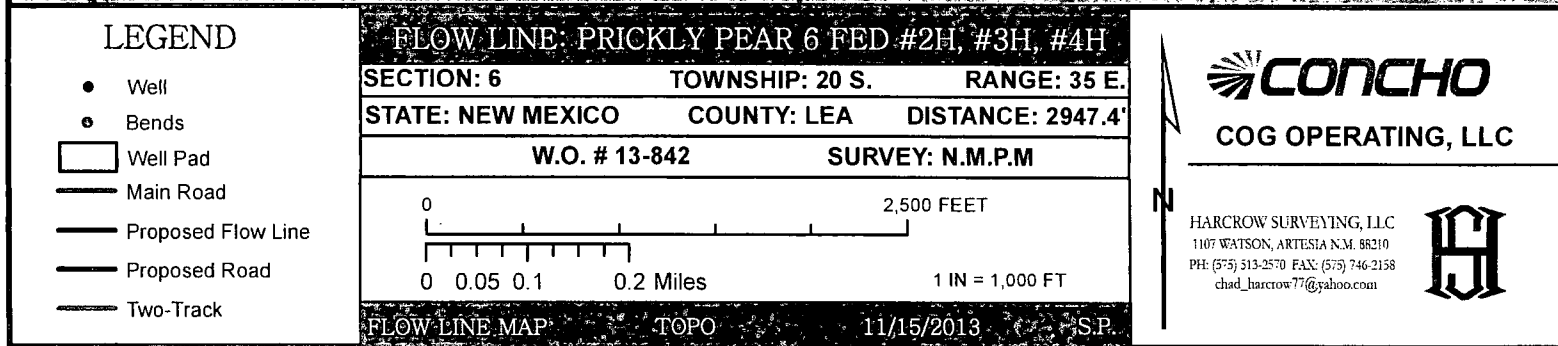 LEGEND
Well
Bends
Well Pad
Main Road
Proposed Flow Line
Proposed Road
Two-Track
FLOW LINE: PRICKLY PEAR 6 FED #2H, #3H, #4H
SECTION: 6 TOWNSHIP: 20 S. RANGE: 35 E.
STATE: NEW MEXICO COUNTY: LEA DISTANCE: 2947.4'
W.O. # 13-842 SURVEY: N.M.P.M
0 2,500 FEET
0 0.05 0.1 0.2 Miles 1 IN = 1,000 FT
FLOW LINE MAP TOPO 11/15/2013 S.P.
N
CONCHO
COG OPERATING, LLC
HARCROW SURVEYING, LLC
1107 WATSON, ARTESIA N.M. 88210
PH: (575) 513-2570 FAX: (575) 746-2158
chad_harcrow77@yahoo.com
HS